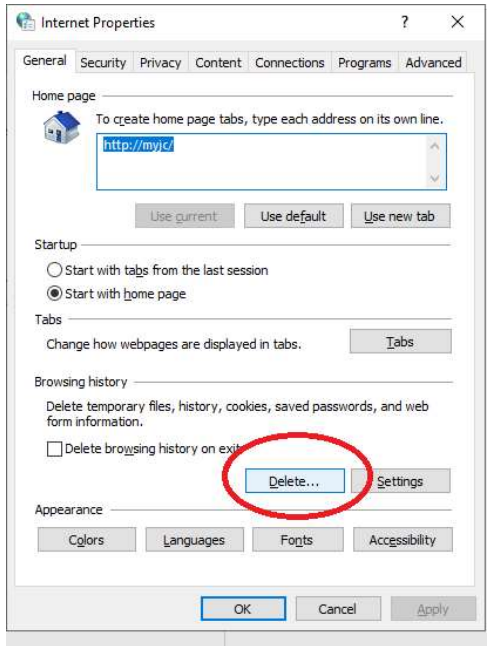 Internet Properties ? ×
General Security Privacy Content Connections Programs Advanced
Home page
To create home page tabs, type each address on its own line.
http://myjc/
Use current Use default Use new tab
Startup
Start with tabs from the last session
Start with home page
Tabs
Change how webpages are displayed in tabs. Tabs
Browsing history
Delete temporary files, history, cookies, saved passwords, and web
form information.
Delete browsing history on exit
Delete... Settings
Appearance
Colors Languages Fonts Accessibility
OK Cancel Apply